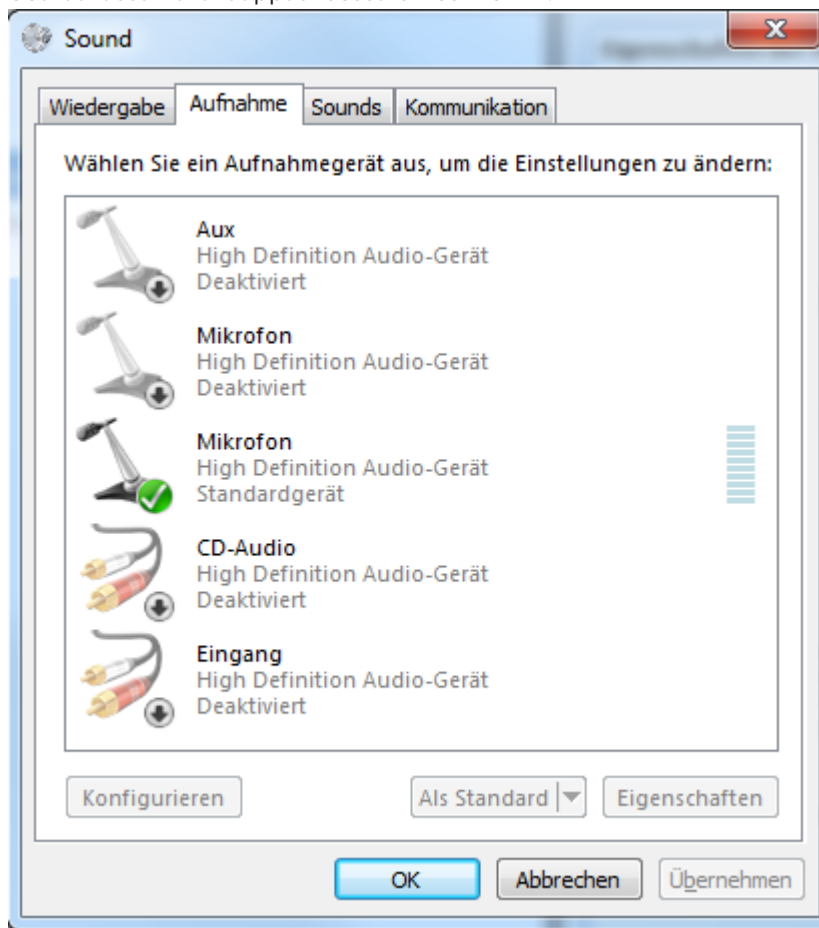 Sound
Wiedergabe Aufnahme Sounds Kommunikation
Wählen Sie ein Aufnahmegerät aus, um die Einstellungen zu ändern:
Aux
High Definition Audio-Gerät
Deaktiviert
Mikrofon
High Definition Audio-Gerät
Deaktiviert
Mikrofon
High Definition Audio-Gerät
Standardgerät
CD-Audio
High Definition Audio-Gerät
Deaktiviert
Eingang
High Definition Audio-Gerät
Deaktiviert
Konfigurieren Als Standard Eigenschaften
OK Abbrechen Übernehmen